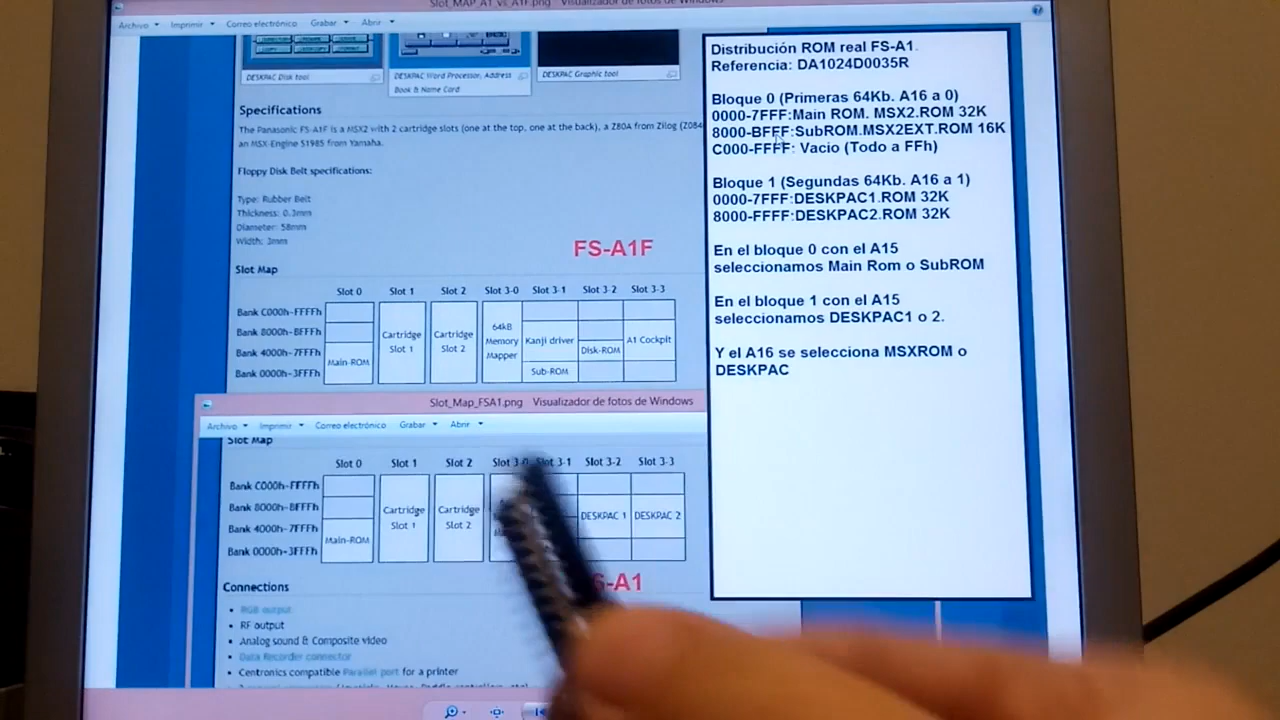 Slot_MAP_A1_vs_A1F.png - Visualizador de fotos de Windows
Archivo Imprimir Correo electrónico Grabar Abrir
DESKPAC Disk tool
DESKPAC Word Processor, Address Book & Name Card
DESKPAC Graphic tool
Specifications
The Panasonic FS-A1F is a MSX2 with 2 cartridge slots (one at the top, one at the back), a Z80A from Zilog (Z084
an MSX-Engine S1985 from Yamaha.
Floppy Disk Belt specifications:
Type: Rubber Belt
Thickness: 0.3mm
Diameter: 58mm
Width: 3mm
FS-A1F
Slot Map
Slot 0 Slot 1 Slot 2 Slot 3-0 Slot 3-1 Slot 3-2 Slot 3-3
Bank C000h-FFFFh
Bank 8000h-BFFFh
Bank 4000h-7FFFh
Bank 0000h-3FFFh
Main-ROM
Cartridge Slot 1
Cartridge Slot 2
64kB Memory Mapper
Kanji driver
Sub-ROM
Disk-ROM
A1 Cockpit
Slot_Map_FSA1.png Visualizador de fotos de Windows
Archivo Imprimir Correo electrónico Grabar Abrir
Slot Map
Slot 0 Slot 1 Slot 2 Slot 3-0 Slot 3-1 Slot 3-2 Slot 3-3
Bank C000h-FFFFh
Bank 8000h-BFFFh
Bank 4000h-7FFFh
Bank 0000h-3FFFh
Main-ROM
Cartridge Slot 1
Cartridge Slot 2
DESKPAC 1
DESKPAC 2
S-A1
Connections
RGB output
RF output
Analog sound & Composite video
Data Recorder connector
Centronics compatible Parallel port for a printer
Distribución ROM real FS-A1.
Referencia: DA1024D0035R
Bloque 0 (Primeras 64Kb. A16 a 0)
0000-7FFF:Main ROM. MSX2.ROM 32K
8000-BFFF:SubROM.MSX2EXT.ROM 16K
C000-FFFF: Vacio (Todo a FFh)
Bloque 1 (Segundas 64Kb. A16 a 1)
0000-7FFF:DESKPAC1.ROM 32K
8000-FFFF:DESKPAC2.ROM 32K
En el bloque 0 con el A15
seleccionamos Main Rom o SubROM
En el bloque 1 con el A15
seleccionamos DESKPAC1 o 2.
Y el A16 se selecciona MSXROM o
DESKPAC